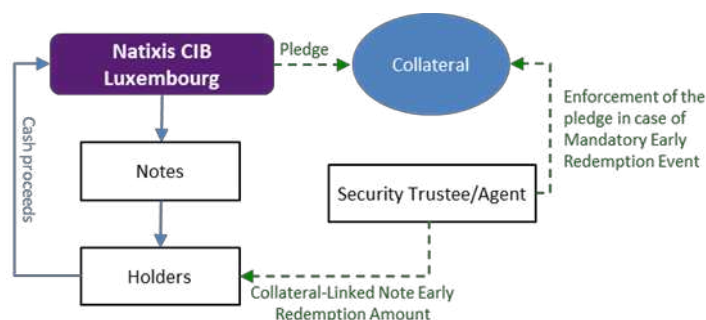 Natixis CIB
Luxembourg
Pledge
Collateral
Enforcement of the
pledge in case of
Mandatory Early
Redemption Event
Cash proceeds
Notes
Security Trustee/Agent
Holders
Collateral-Linked Note Early
Redemption Amount